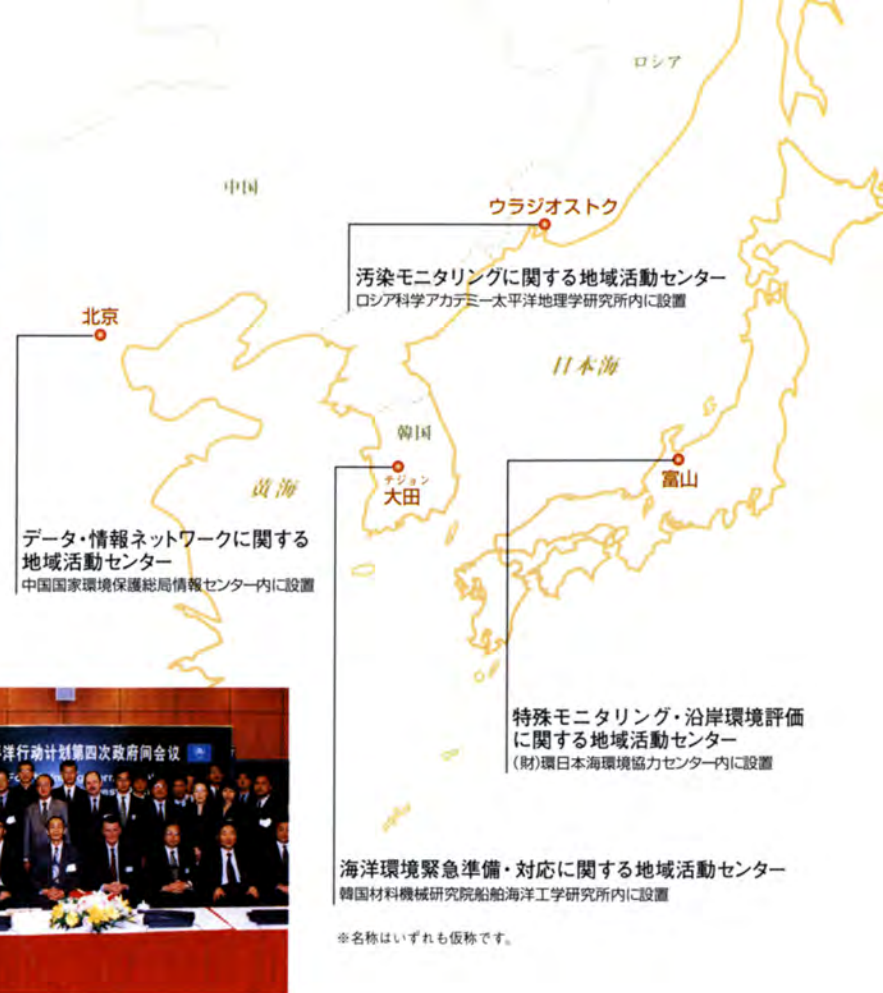 ロシア
中国
ウラジオストク
汚染モニタリングに関する地域活動センター
ロシア科学アカデミー太平洋地理学研究所内に設置
北京
日本海
韓国
黄海
テジョン
大田
富山
データ・情報ネットワークに関する
地域活動センター
中国国家環境保護総局情報センター内に設置
洋行动计划第四次政府间会议
特殊モニタリング・沿岸環境評価
に関する地域活動センター
(財)環日本海環境協力センター内に設置
海洋環境緊急準備・対応に関する地域活動センター
韓国材料機械研究院船舶海洋工学研究所内に設置
※名称はいずれも仮称です。